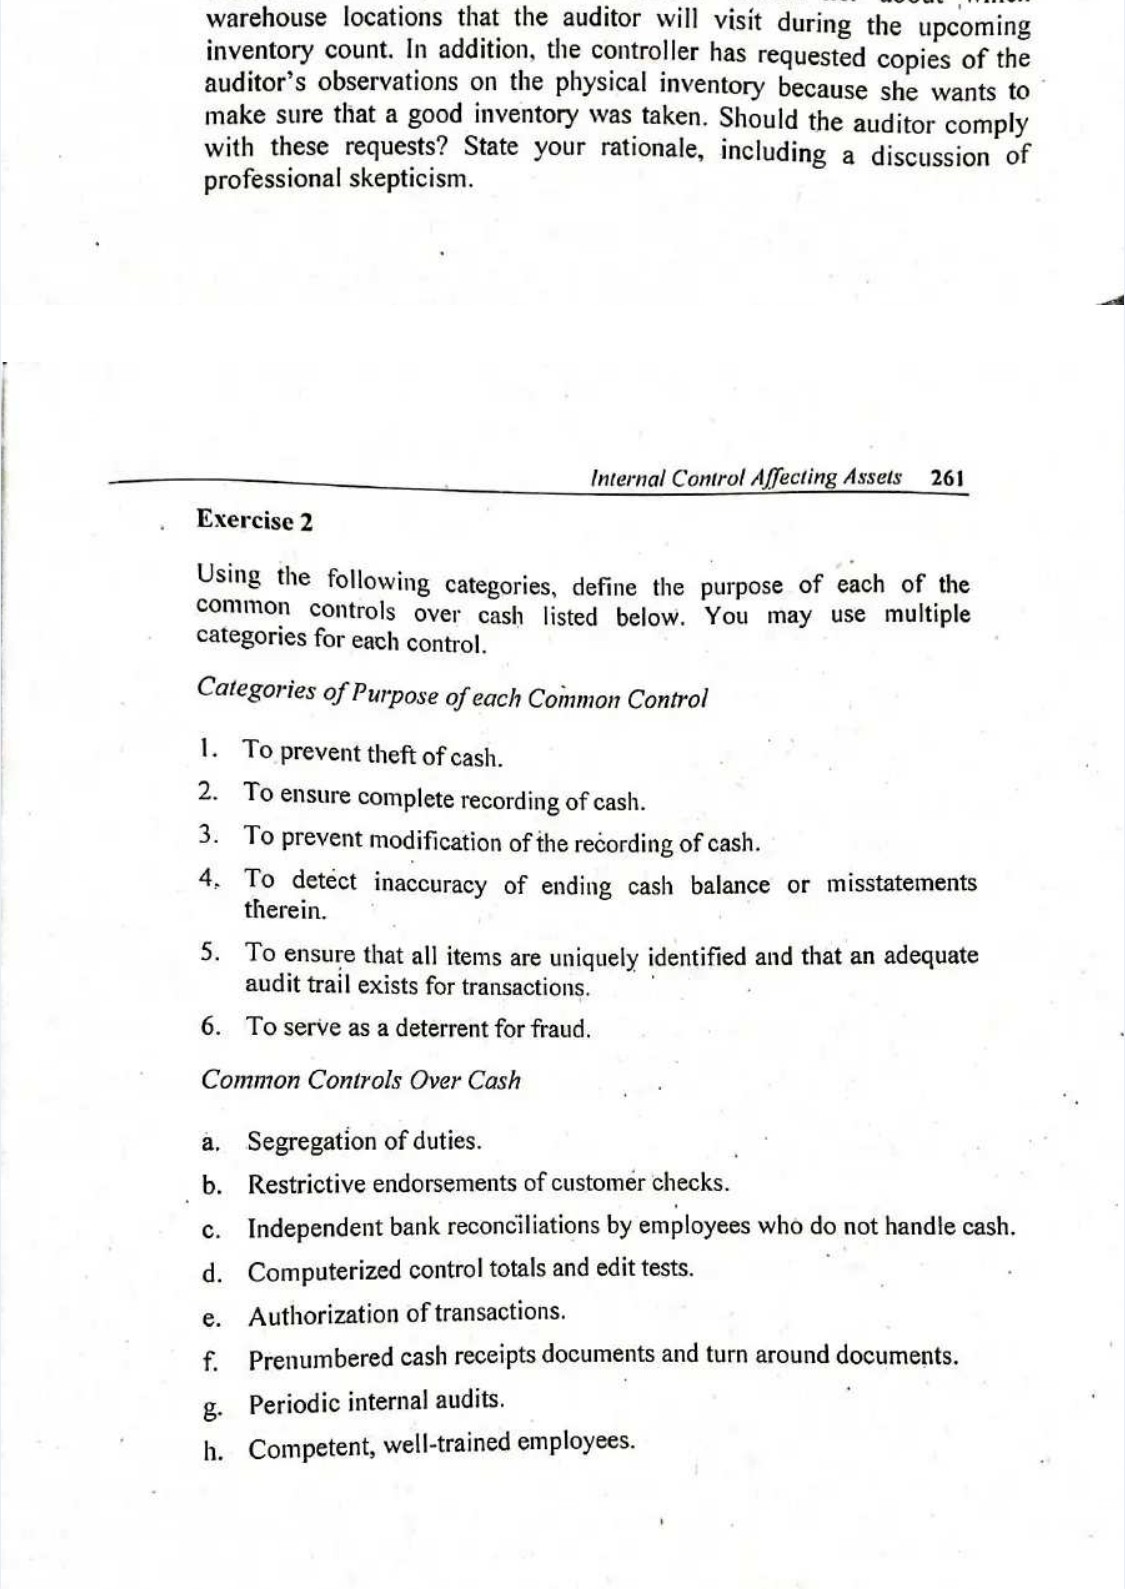 warehouse locations that the auditor will visit during the upcoming
inventory count. In addition, the controller has requested copies of the
auditor's observations on the physical inventory because she wants to
make sure that a good inventory was taken. Should the auditor comply
with these requests? State your rationale, including a discussion of
professional skepticism.
Internal Control Affecting Assets 261
Exercise 2
Using the following categories, define the purpose of each of the
common controls over cash listed below. You may use multiple
categories for each control.
Categories of Purpose of each Common Control
1. To prevent theft of cash.
2. To ensure complete recording of cash.
3. To prevent modification of the recording of cash.
4. To detect inaccuracy of ending cash balance or misstatements
therein.
5. To ensure that all items are uniquely identified and that an adequate
audit trail exists for transactions.
6. To serve as a deterrent for fraud.
Common Controls Over Cash
a. Segregation of duties.
b. Restrictive endorsements of customer checks.
c. Independent bank reconciliations by employees who do not handle cash.
d. Computerized control totals and edit tests.
e. Authorization of transactions.
f. Prenumbered cash receipts documents and turn around documents.
g. Periodic internal audits.
h. Competent, well-trained employees.